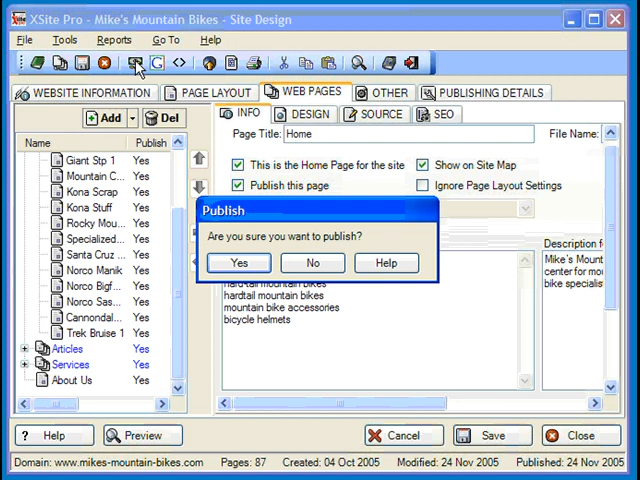 XSite Pro - Mike's Mountain Bikes - Site Design
File Tools Reports Go To Help
WEBSITE INFORMATION PAGE LAYOUT WEB PAGES OTHER PUBLISHING DETAILS
Add Del
INFO DESIGN SOURCE SEO
Name Publish
Page Title: Home File Name:
Giant Stp 1 Yes
Mountain C... Yes
Kona Scrap Yes
Kona Stuff Yes
Rocky Mou... Yes
Specialized... Yes
Santa Cruz ... Yes
Norco Manik Yes
Norco Bigf... Yes
Norco Sas... Yes
Cannondal... Yes
Trek Bruise 1 Yes
Articles Yes
Services Yes
About Us Yes
This is the Home Page for the site Show on Site Map
Publish this page Ignore Page Layout Settings
Publish
Are you sure you want to publish?
Yes No Help
Description f
Mike's Mount
center for mo
bike specialis
hardtail mountain bikes
mountain bike accessories
bicycle helmets
? Help Preview Cancel Save Close
Domain: www.mikes-mountain-bikes.com Pages: 87 Created: 04 Oct 2005 Modified: 24 Nov 2005 Published: 24 Nov 2005